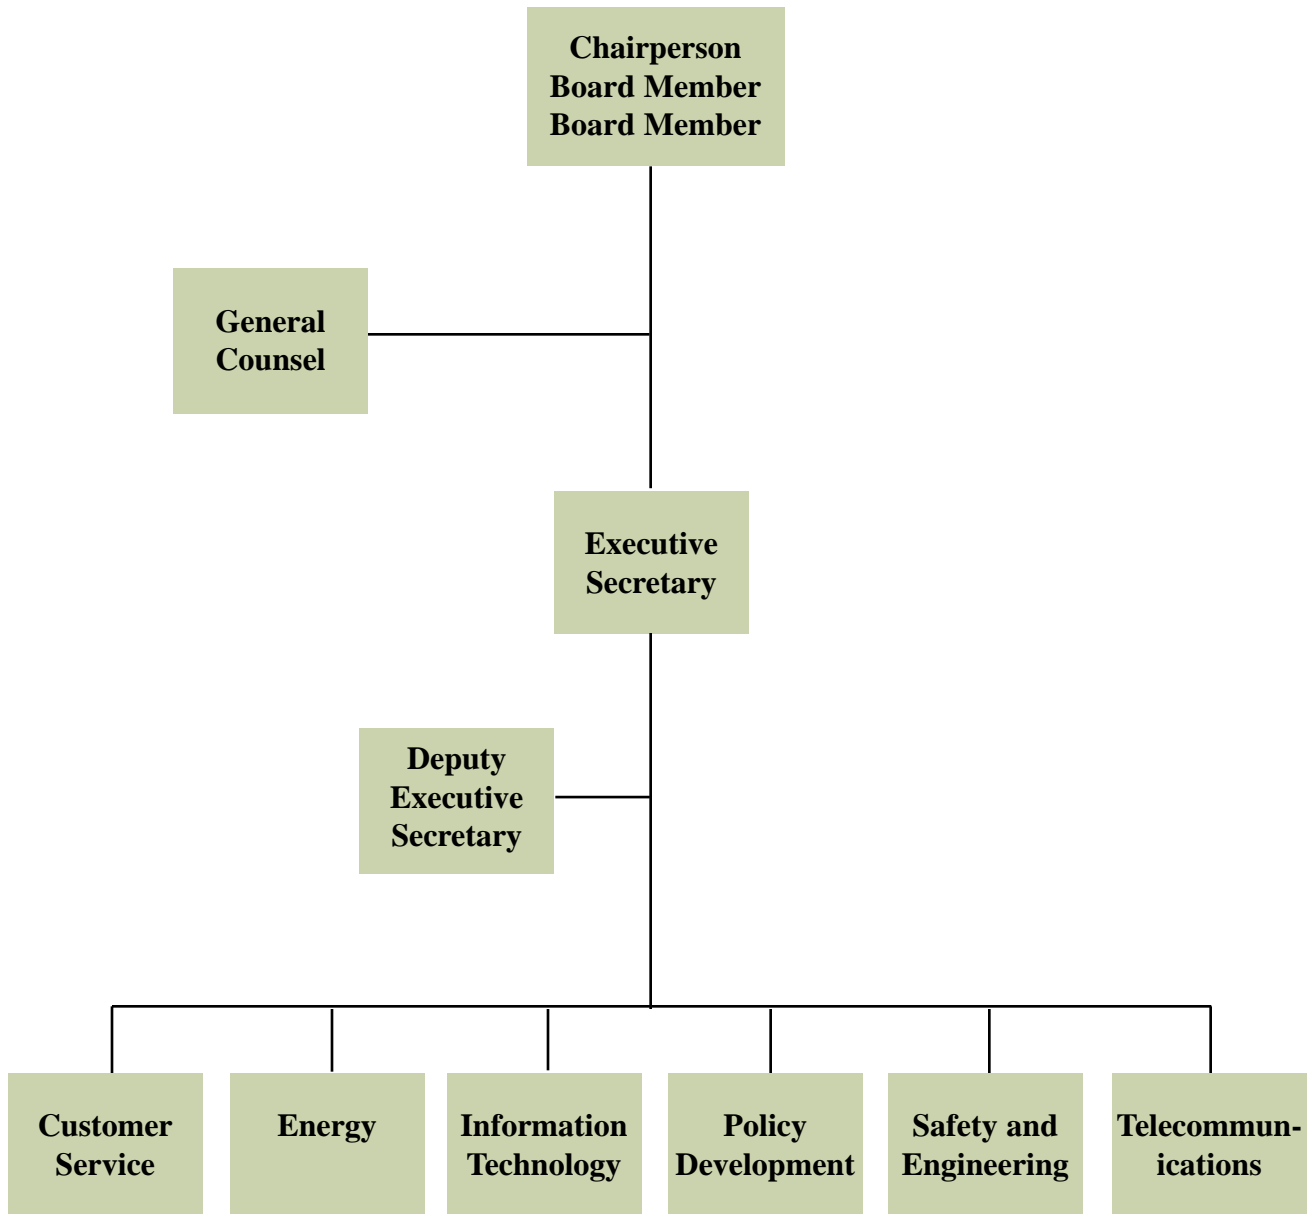 Chairperson
Board Member
Board Member
General
Counsel
Executive
Secretary
Deputy
Executive
Secretary
Customer
Service
Energy
Information
Technology
Policy
Development
Safety and
Engineering
Telecommun-
ications